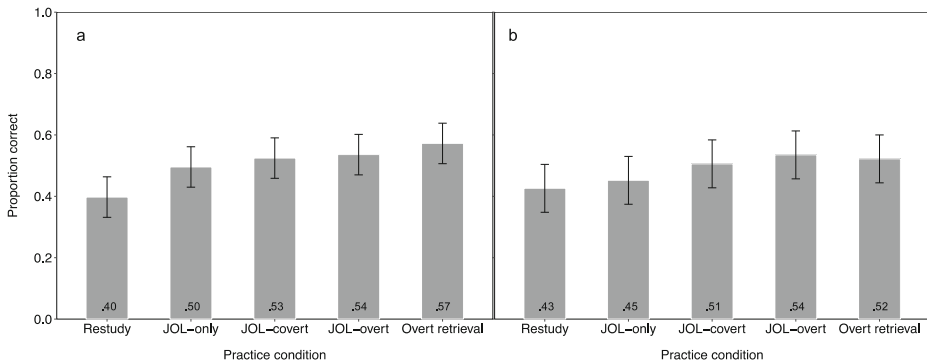 a
b
Proportion correct
1.0
0.8
0.6
0.4
0.2
0.0
.40
.50
.53
.54
.57
.43
.45
.51
.54
.52
Restudy
JOL−only
JOL−covert
JOL−overt
Overt retrieval
Restudy
JOL−only
JOL−covert
JOL−overt
Overt retrieval
Practice condition
Practice condition